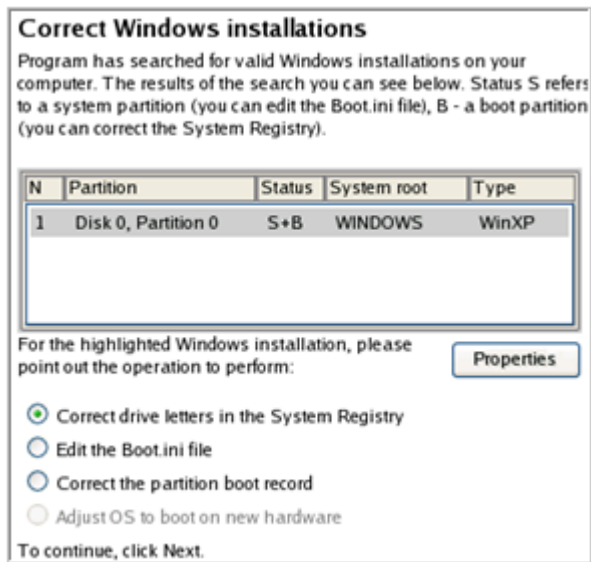 Correct Windows installations
Program has searched for valid Windows installations on your
computer. The results of the search you can see below. Status S refers
to a system partition (you can edit the Boot.ini file), B - a boot partition
(you can correct the System Registry).
N Partition Status System root Type
1 Disk 0, Partition 0 S+B WINDOWS WinXP
For the highlighted Windows installation, please
point out the operation to perform:
Properties
Correct drive letters in the System Registry
Edit the Boot.ini file
Correct the partition boot record
Adjust OS to boot on new hardware
To continue, click Next.